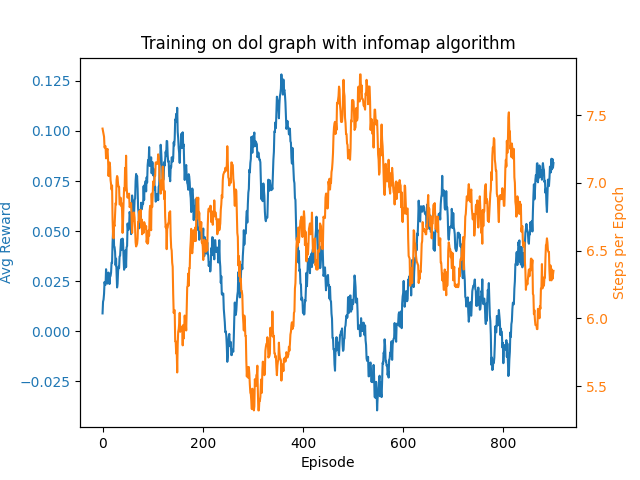 Training on dol graph with infomap algorithm
0.125
0.100
0.075
0.050
0.025
0.000
−0.025
Avg Reward
7.5
7.0
6.5
6.0
5.5
Steps per Epoch
0 200 400 600 800
Episode